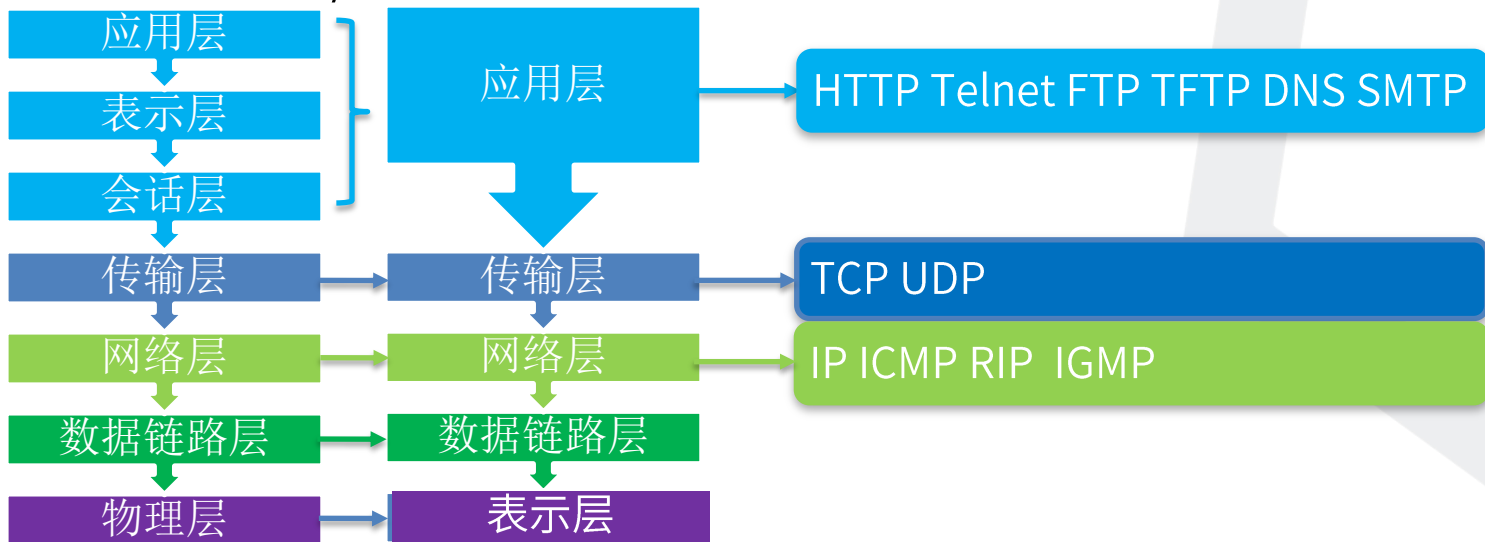 应用层
表示层
会话层
传输层
网络层
数据链路层
物理层
应用层
传输层
网络层
数据链路层
表示层
HTTP Telnet FTP TFTP DNS SMTP
TCP UDP
IP ICMP RIP IGMP